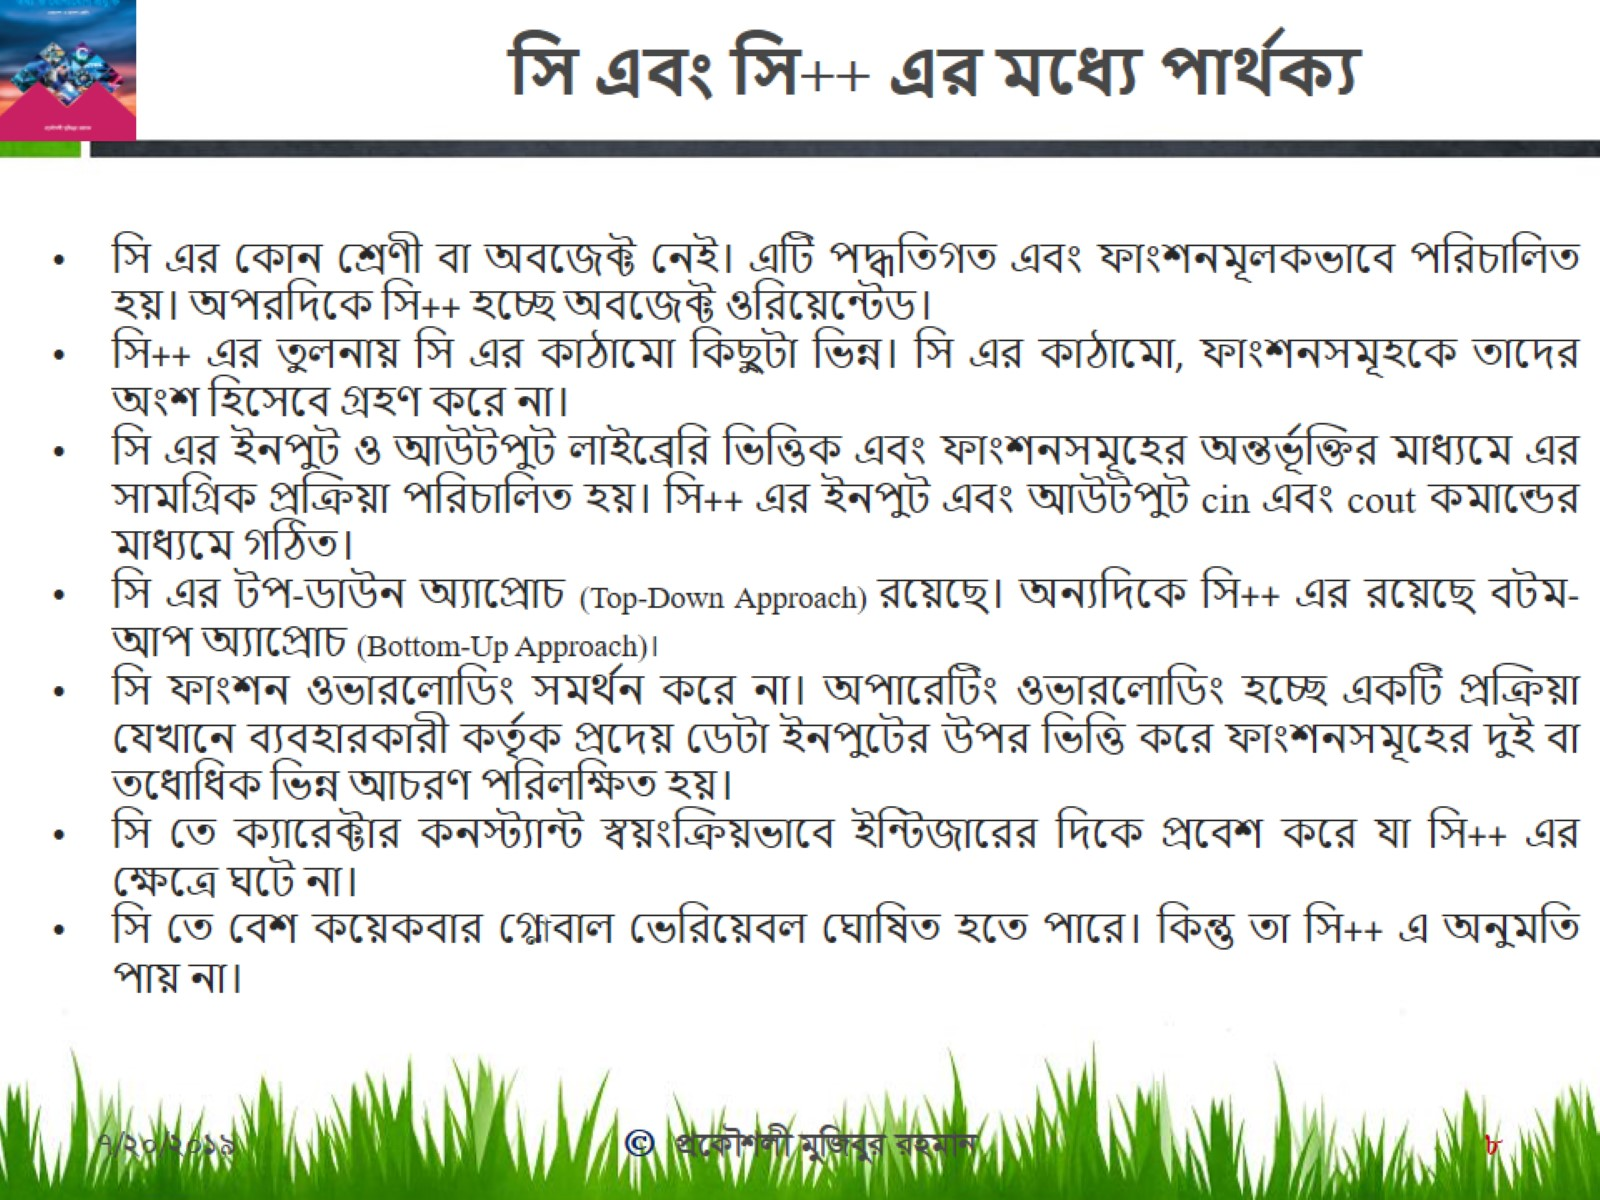 সি এবং সি++ এর মধ্যে পার্থক্য
• সি এর কোন শ্রেণী বা অবজেক্ট নেই। এটি পদ্ধতিগত এবং ফাংশনমূলকভাবে পরিচালিত
হয়। অপরদিকে সি++ হচ্ছে অবজেক্ট ওরিয়েন্টেড।
• সি++ এর তুলনায় সি এর কাঠামো কিছুটা ভিন্ন। সি এর কাঠামো, ফাংশনসমূহকে তাদের
অংশ হিসেবে গ্রহণ করে না।
• সি এর ইনপুট ও আউটপুট লাইব্রেরি ভিত্তিক এবং ফাংশনসমূহের অন্তর্ভূক্তির মাধ্যমে এর
সামগ্রিক প্রক্রিয়া পরিচালিত হয়। সি++ এর ইনপুট এবং আউটপুট cin এবং cout কমান্ডের
মাধ্যমে গঠিত।
• সি এর টপ-ডাউন অ্যাপ্রোচ (Top-Down Approach) রয়েছে। অন্যদিকে সি++ এর রয়েছে বটম-
আপ অ্যাপ্রোচ (Bottom-Up Approach)।
• সি ফাংশন ওভারলোডিং সমর্থন করে না। অপারেটিং ওভারলোডিং হচ্ছে একটি প্রক্রিয়া
যেখানে ব্যবহারকারী কর্তৃক প্রদেয় ডেটা ইনপুটের উপর ভিত্তি করে ফাংশনসমূহের দুই বা
তধোধিক ভিন্ন আচরণ পরিলক্ষিত হয়।
• সি তে ক্যারেক্টার কনস্ট্যান্ট স্বয়ংক্রিয়ভাবে ইন্টিজারের দিকে প্রবেশ করে যা সি++ এর
ক্ষেত্রে ঘটে না।
• সি তে বেশ কয়েকবার গ্লোবাল ভেরিয়েবল ঘোষিত হতে পারে। কিন্তু তা সি++ এ অনুমতি
পায় না।
৭/২০/২০১৯
© প্রকৌশলী মুজিবুর রহমান
৮